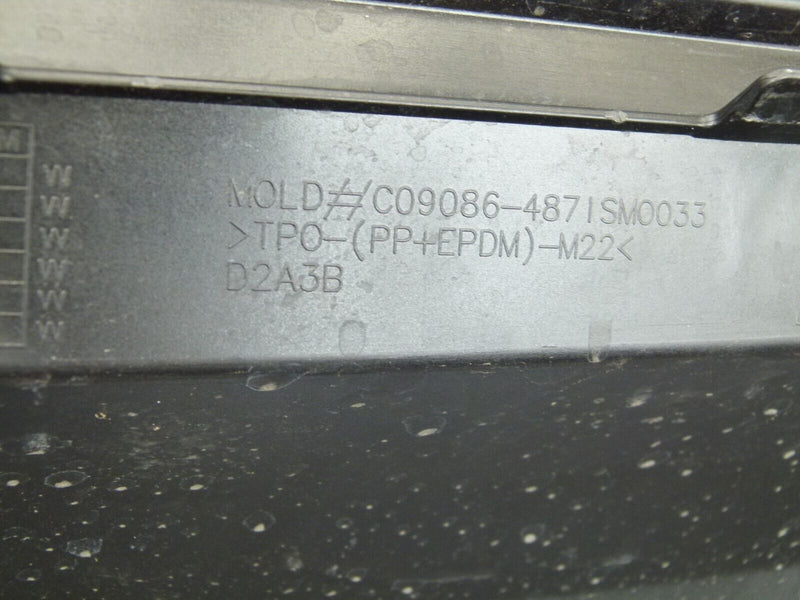 M
W
W
W
W
W
W
MOLD# C09086-4871SM0033
>TPO-(PP+EPDM)-M22<
D2A3B